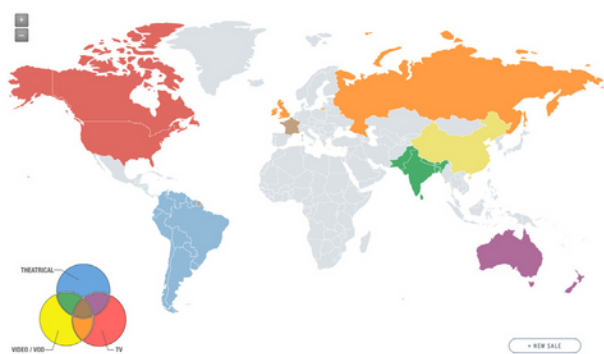 +
−
THEATRICAL
VIDEO / VOD
TV
+ NEW SALE